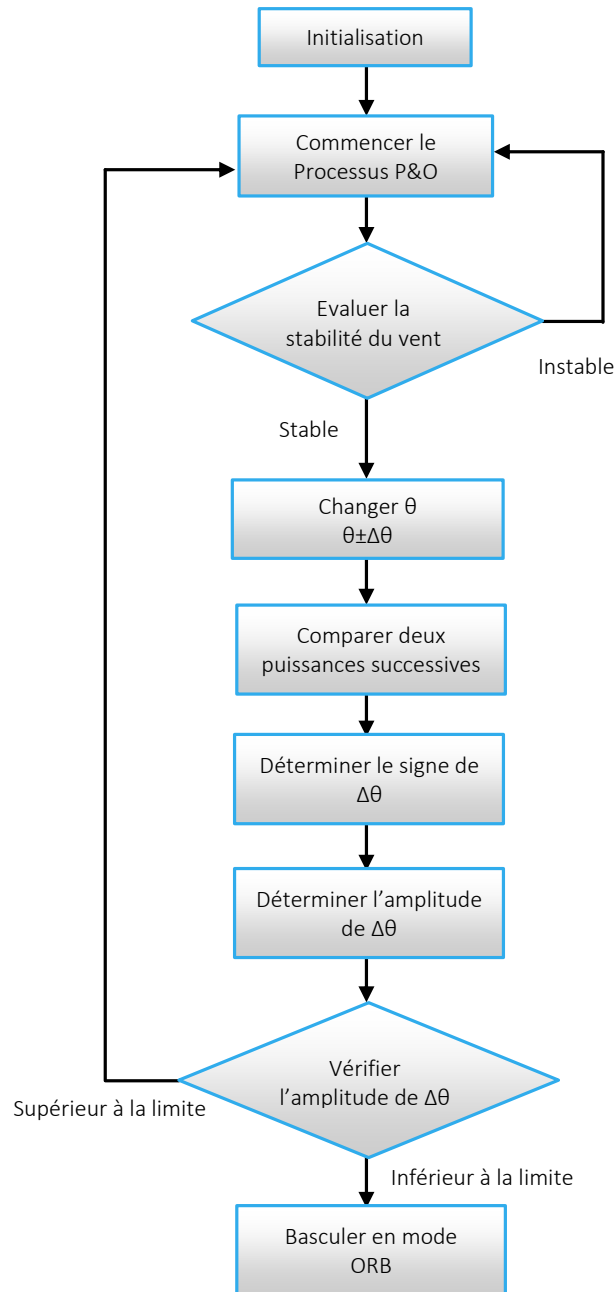 Initialisation
Commencer le
Processus P&O
Evaluer la
stabilité du vent
Instable
Stable
Changer θ
θ±Δθ
Comparer deux
puissances successives
Déterminer le signe de
Δθ
Déterminer l’amplitude
de Δθ
Vérifier
l’amplitude de Δθ
Supérieur à la limite
Inférieur à la limite
Basculer en mode
ORB